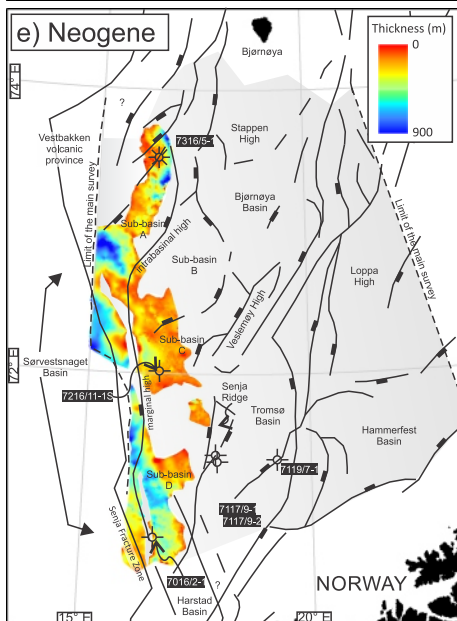 e) Neogene
Bjørnøya
Thickness (m)
0
900
74° E
?
Vestbakken
volcanic
province
7316/5-1
Stappen
High
Limit of the main survey
Bjørnøya
Basin
Limit of the main survey
Sub-basin
A
Intrabasinal high
Sub-basin
B
Loppa
High
Veslemøy High
Sørvestsnaget
Basin
72° E
Sub-basin
C
7216/11-1S
marginal high
Senja
Ridge
Tromsø
Basin
Hammerfest
Basin
Sub-basin
D
7119/7-1
7117/9-1
7117/9-2
Senja Fracture Zone
7016/2-1
?
Harstad
Basin
NORWAY
15° E
20° E